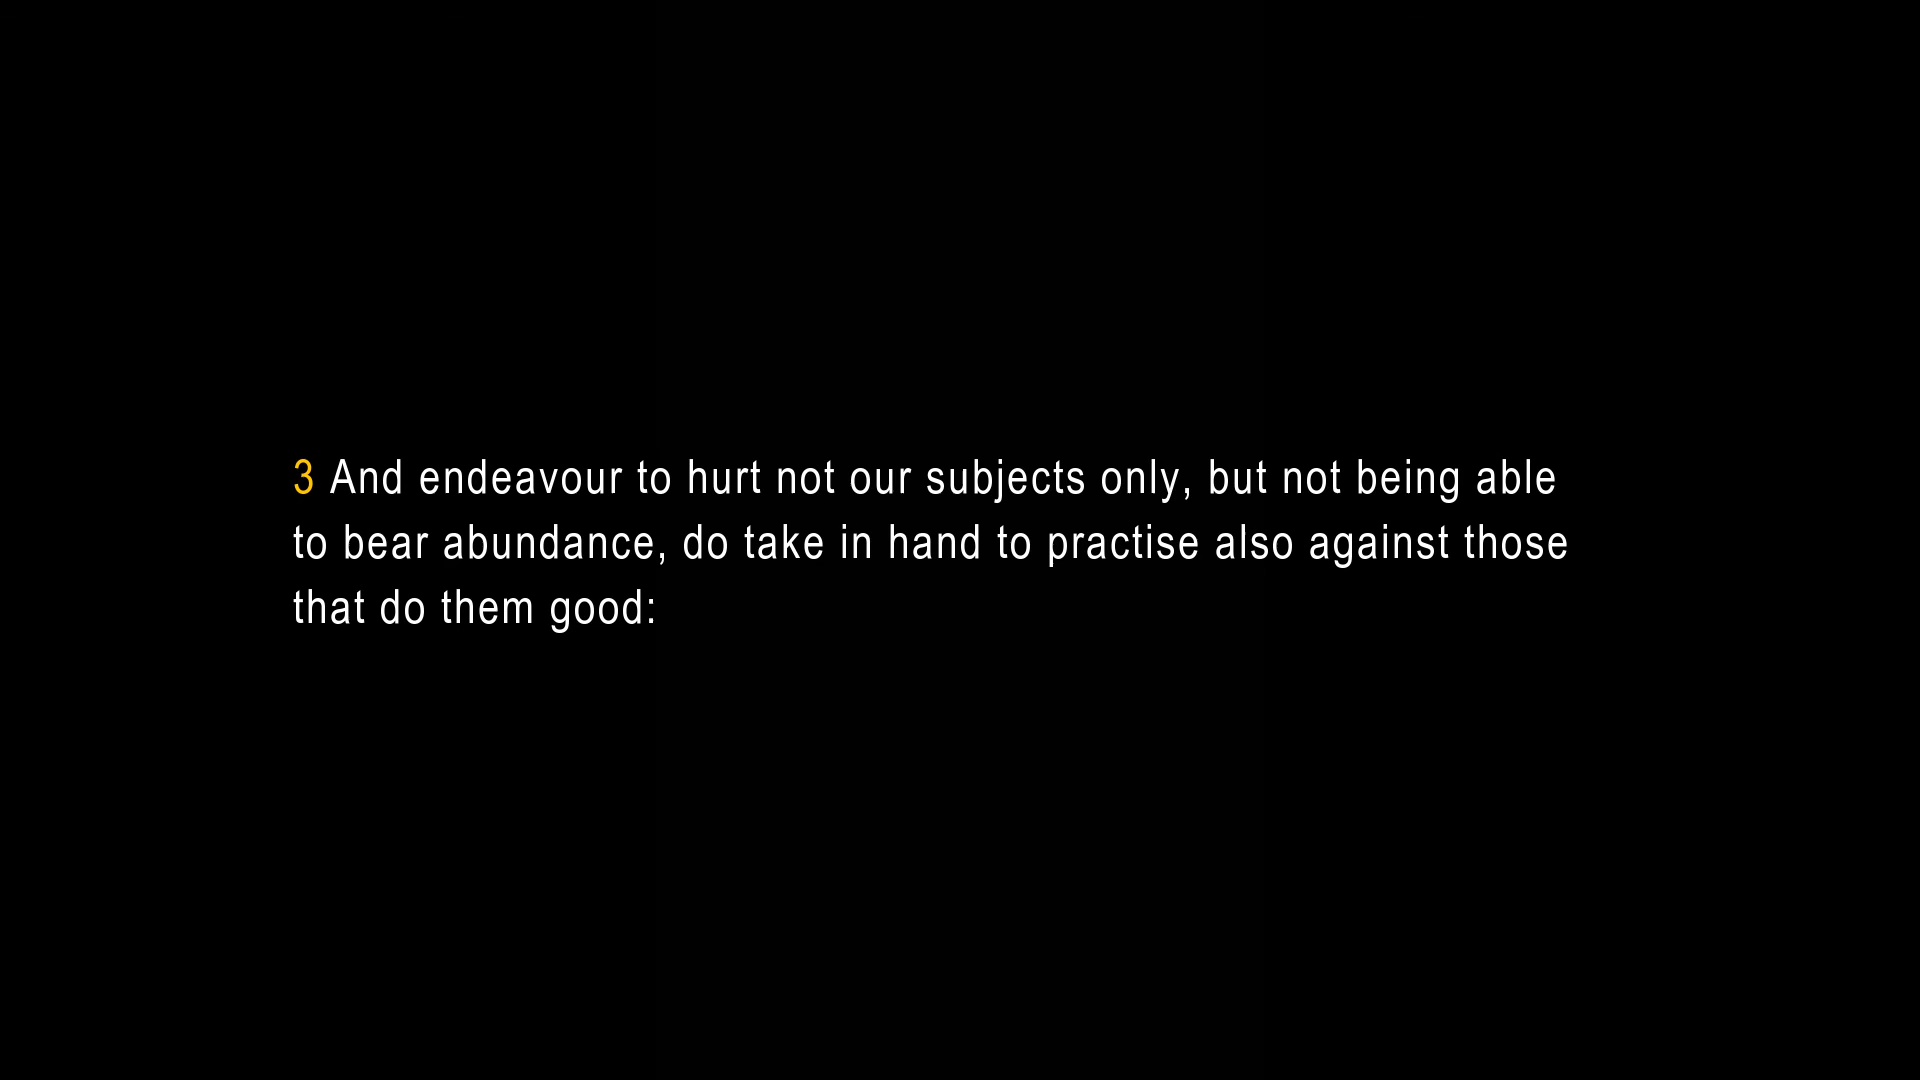 3 And endeavour to hurt not our subjects only, but not being able
to bear abundance, do take in hand to practise also against those
that do them good: